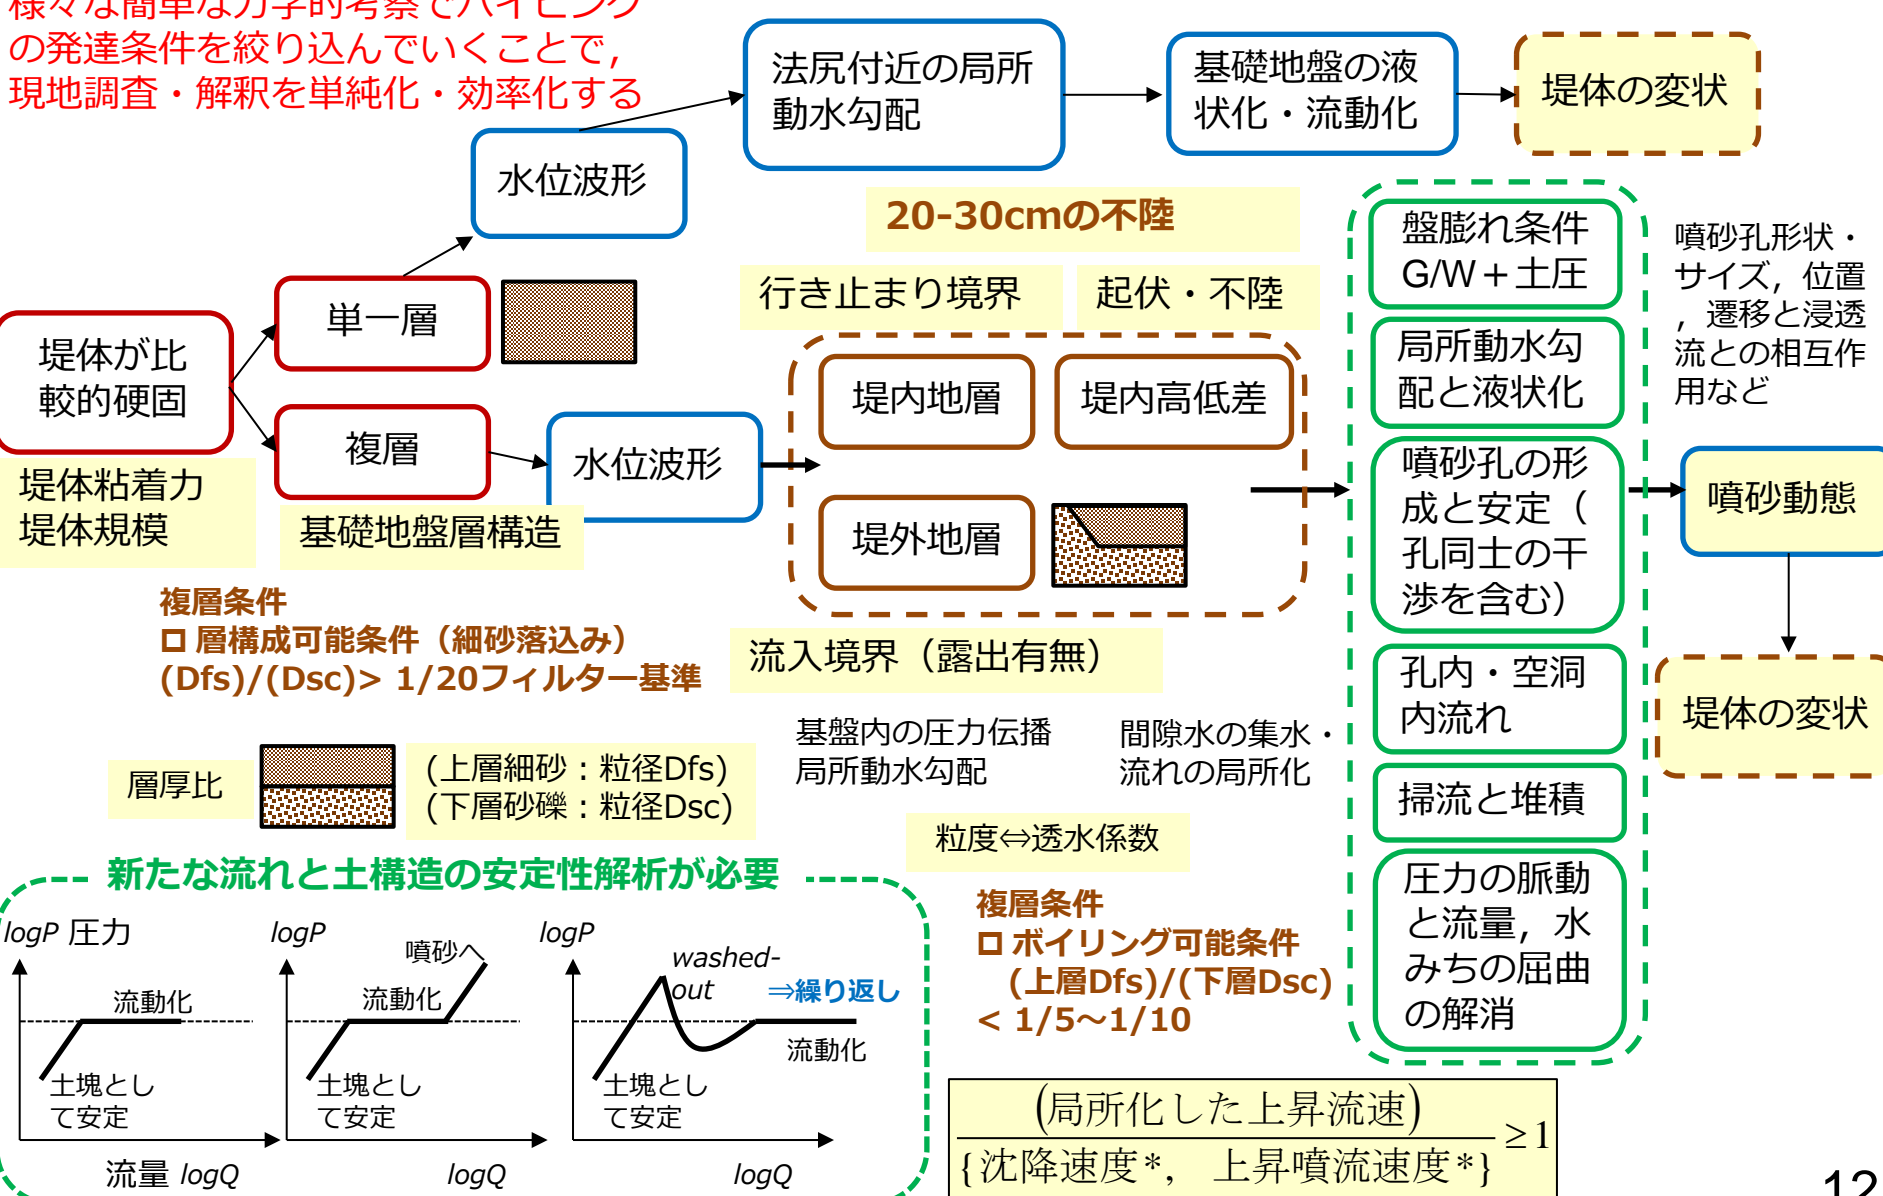 様々な簡単な力学的考察でパイピング
の発達条件を絞り込んでいくことで,
現地調査・解釈を単純化・効率化する
法尻付近の局所
動水勾配
基礎地盤の液
状化・流動化
堤体の変状
水位波形
20-30cmの不陸
行き止まり境界
起伏・不陸
単一層
堤体が比
較的硬固
複層
水位波形
堤体粘着力
堤体規模
基礎地盤層構造
堤内地層
堤内高低差
堤外地層
流入境界（露出有無）
盤膨れ条件
G/W＋土圧
局所動水勾
配と液状化
噴砂孔の形
成と安定（
孔同士の干
渉を含む）
孔内・空洞
内流れ
掃流と堆積
圧力の脈動
と流量，水
みちの屈曲
の解消
噴砂孔形状・
サイズ，位置
，遷移と浸透
流との相互作
用など
噴砂動態
堤体の変状
複層条件
層構成可能条件（細砂落込み）
(Dfs)/(Dsc)> 1/20フィルター基準
層厚比
(上層細砂：粒径Dfs)
(下層砂礫：粒径Dsc)
基盤内の圧力伝播
局所動水勾配
間隙水の集水・
流れの局所化
粒度⇔透水係数
複層条件
ボイリング可能条件
(上層Dfs)/(下層Dsc)
< 1/5～1/10
新たな流れと土構造の安定性解析が必要
logP 圧力
流動化
土塊とし
て安定
流量 logQ
logP
噴砂へ
流動化
土塊とし
て安定
logQ
logP
washed-
out
⇒繰り返し
流動化
土塊とし
て安定
logQ
(局所化した上昇流速)
≥1
{沈降速度*， 上昇噴流速度*}
12